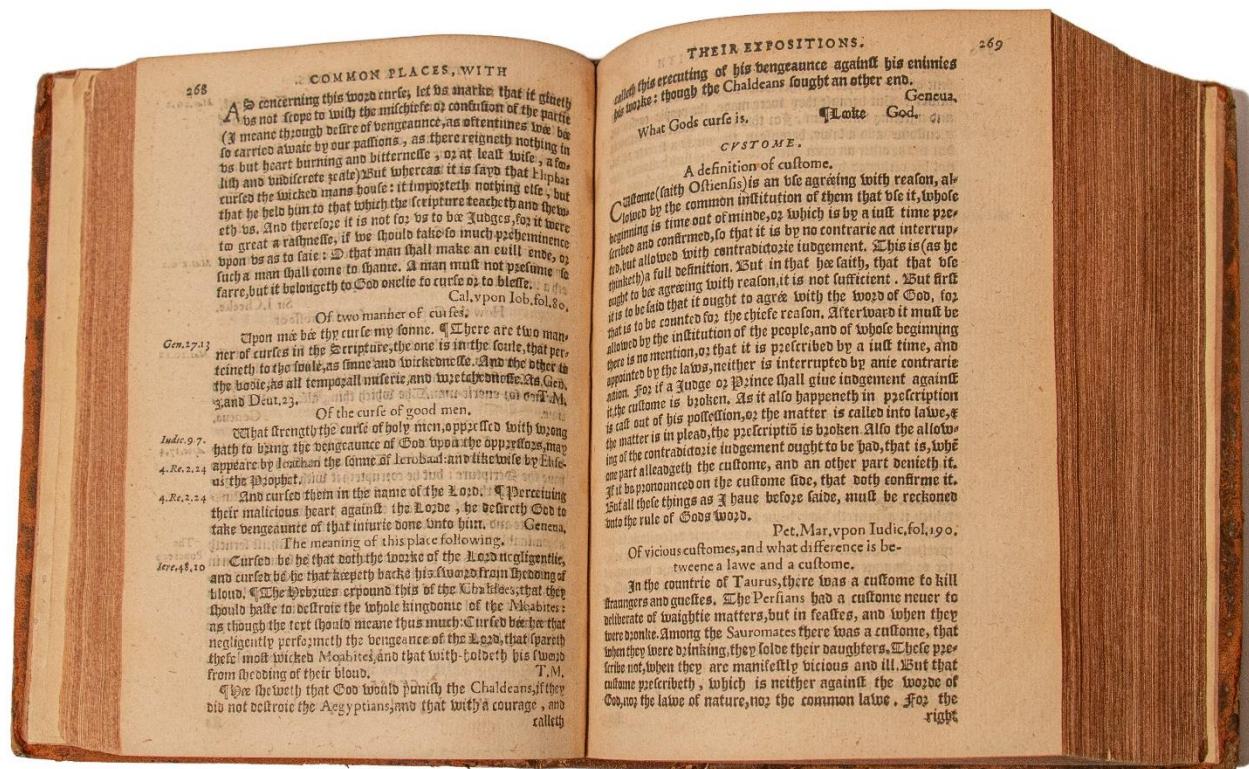 268
COMMON PLACES, WITH
AS concerning this word curſe, let vs marke that it giueth
vs not ſcope to wiſh the miſchiefe or confuſion of the partie
(I meane through deſire of vengeaunce, as oftentimes wee bee
ſo carried awaie by our paſſions, as there reigneth nothing in
vs but heart burning and bitterneſſe, or at leaſt wiſe, a foo-
liſh and vndiſcrete zeale) But whereas it is ſayd that Eliphas
curſed the wicked mans houſe: it importeth nothing elſe, but
that he held him to that which the ſcripture teacheth and ſhew-
eth vs. And therefore it is not for vs to bee Judges, for it were
too great a raſhneſſe, if we ſhould take ſo much preheminence
vpon vs as to ſaie: O that man ſhall make an euill ende, or
ſuch a man ſhall come to ſhame. A man muſt not preſume ſo
farre, but it belongeth to God onelie to curſe or to bleſſe.
Cal. vpon Iob. fol. 80.
Of two manner of curſes.
Gen. 27. 13
Upon mee bee thy curſe my ſonne. ¶There are two man-
ner of curſes in the Scripture, the one is in the ſoule, that per-
teineth to the ſoule, as ſinne and wickedneſſe. And the other is
the bodie, as all temporall miſerie, and wretchedneſſe. As, Gen.
3. and Deut. 23. T. M.
Of the curſe of good men.
What ſtrength the curſe of holy men, oppreſſed with wrong
Iudic. 9 7.
hath to bring the vengeaunce of God vpon the oppreſſors, may
appeare by Ioathan the ſonne of Ierobaal: and likewiſe by Eliſe-
4. Re. 2. 24
us the Prophet.
4. Re. 2. 24
And curſed them in the name of the Lord. ¶Perceiuing
their malicious heart againſt the Lorde, he deſireth God to
take vengeaunce of that iniurie done vnto him. Geneua.
The meaning of this place following.
Iere. 48. 10
Curſed be he that doth the worke of the Lord negligentlie,
and curſed be he that keepeth backe his ſword from ſhedding of
bloud. ¶The Hebrues expound this of the Chaldees, that they
ſhould haſte to deſtroie the whole kingdome of the Moabites:
as though the text ſhould meane thus much: Curſed bee hee that
negligently performeth the vengeance of the Lord, that ſpareth
theſe moſt wicked Moabites, and that with-holdeth his ſword
from ſhedding of their bloud. T. M.
¶Hee ſheweth that God would puniſh the Chaldeans, if they
did not deſtroie the Aegyptians, and that with a courage, and
calleth
THEIR EXPOSITIONS.
269
calleth this executing of his vengeaunce againſt his enimies
his worke: though the Chaldeans ſought an other end.
Geneua.
What Gods curſe is. ¶Looke God.
CVSTOME.
A definition of cuſtome.
CUſtome (ſaith Oſtienſis) is an vſe agréeing with reaſon, al-
lowed by the common inſtitution of them that vſe it, whoſe
beginning is time out of minde, or which is by a iuſt time pre-
ſcribed and confirmed, ſo that it is by no contrarie act interrup-
ted, but allowed with contradictorie iudgement. This is (as he
thinketh) a full definition. But in that hee ſaith, that that vſe
ought to bee agréeing with reaſon, it is not ſufficient. But firſt
it is to be ſaid that it ought to agrée with the word of God, for
that is to be counted for the chiefe reaſon. Afterward it muſt be
allowed by the inſtitution of the people, and of whoſe beginning
there is no mention, or that it is preſcribed by a iuſt time, and
appointed by the laws, neither is interrupted by anie contrarie
nation. For if a Judge or Prince ſhall giue iudgement againſt
it, the cuſtome is broken. As it alſo happeneth in preſcription
is caſt out of his poſſeſſion, or the matter is called into lawe, &
the matter is in plead, the preſcriptiō is broken. Alſo the allow-
ing of the contradictorie iudgement ought to be had, that is, whē
one part alleadgeth the cuſtome, and an other part denieth it.
If it be pronounced on the cuſtome ſide, that doth confirme it.
But all theſe things as I haue before ſaide, muſt be reckoned
vnto the rule of Gods word.
Pet. Mar. vpon Iudic. fol. 190.
Of vicious cuſtomes, and what difference is be-
tweene a lawe and a cuſtome.
In the countrie of Taurus, there was a cuſtome to kill
ſtraungers and gueſtes. The Perſians had a cuſtome neuer to
deliberate of waightie matters, but in feaſtes, and when they
were dronke. Among the Sauromates there was a cuſtome, that
when they were drinking, they ſolde their daughters. Theſe pre-
ſcribe not, when they are manifeſtly vicious and ill. But that
cuſtome preſcribeth, which is neither againſt the worde of
God, nor the lawe of nature, nor the common lawe. For the
right